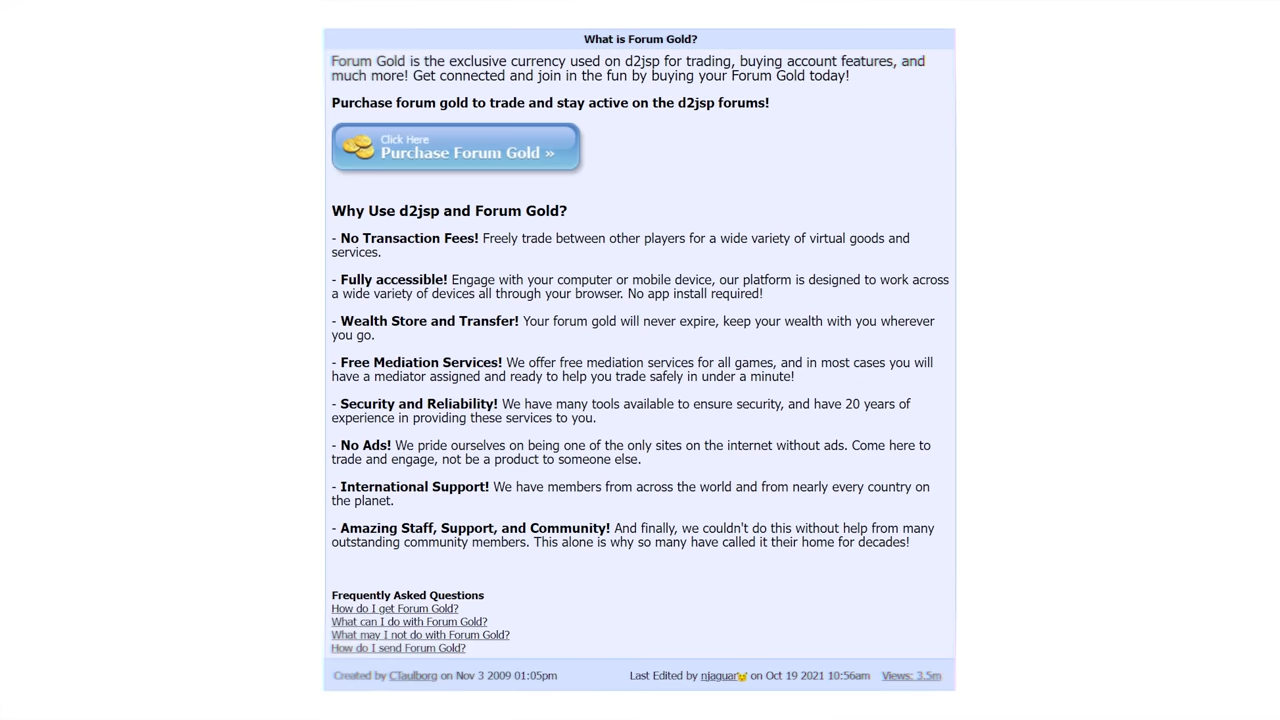 What is Forum Gold?
Forum Gold is the exclusive currency used on d2jsp for trading, buying account features, and
much more! Get connected and join in the fun by buying your Forum Gold today!
Purchase forum gold to trade and stay active on the d2jsp forums!
Click Here
Purchase Forum Gold »
Why Use d2jsp and Forum Gold?
- No Transaction Fees! Freely trade between other players for a wide variety of virtual goods and
services.
- Fully accessible! Engage with your computer or mobile device, our platform is designed to work across
a wide variety of devices all through your browser. No app install required!
- Wealth Store and Transfer! Your forum gold will never expire, keep your wealth with you wherever
you go.
- Free Mediation Services! We offer free mediation services for all games, and in most cases you will
have a mediator assigned and ready to help you trade safely in under a minute!
- Security and Reliability! We have many tools available to ensure security, and have 20 years of
experience in providing these services to you.
- No Ads! We pride ourselves on being one of the only sites on the internet without ads. Come here to
trade and engage, not be a product to someone else.
- International Support! We have members from across the world and from nearly every country on
the planet.
- Amazing Staff, Support, and Community! And finally, we couldn't do this without help from many
outstanding community members. This alone is why so many have called it their home for decades!
Frequently Asked Questions
How do I get Forum Gold?
What can I do with Forum Gold?
What may I not do with Forum Gold?
How do I send Forum Gold?
Created by CTaulborg on Nov 3 2009 01:05pm
Last Edited by njaguar on Oct 19 2021 10:56am Views: 3.5m